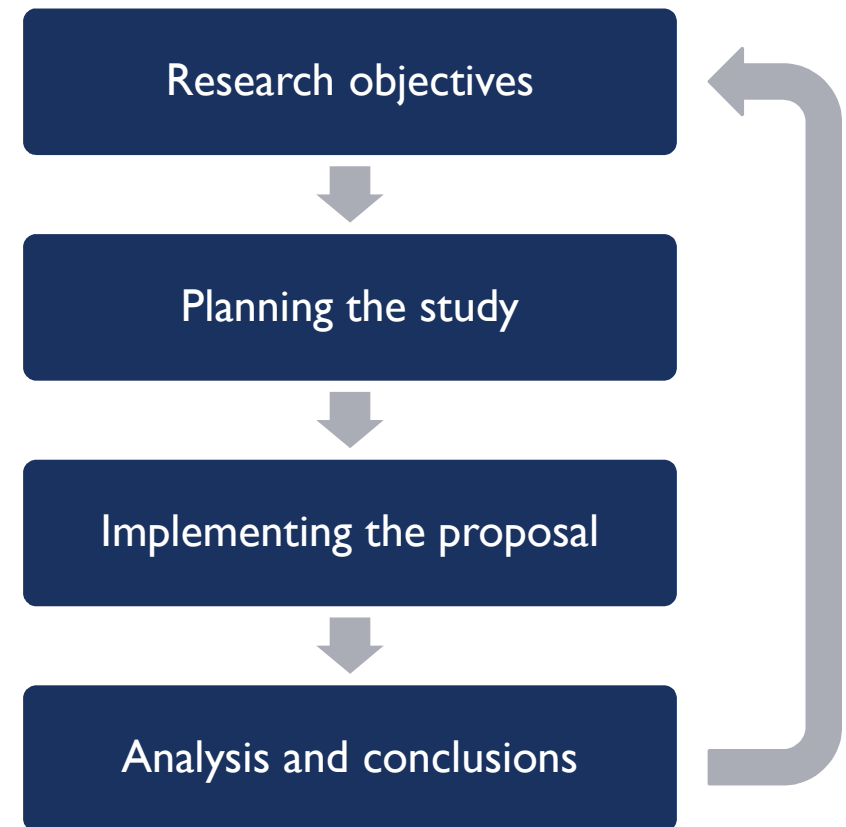 Research objectives
Planning the study
Implementing the proposal
Analysis and conclusions